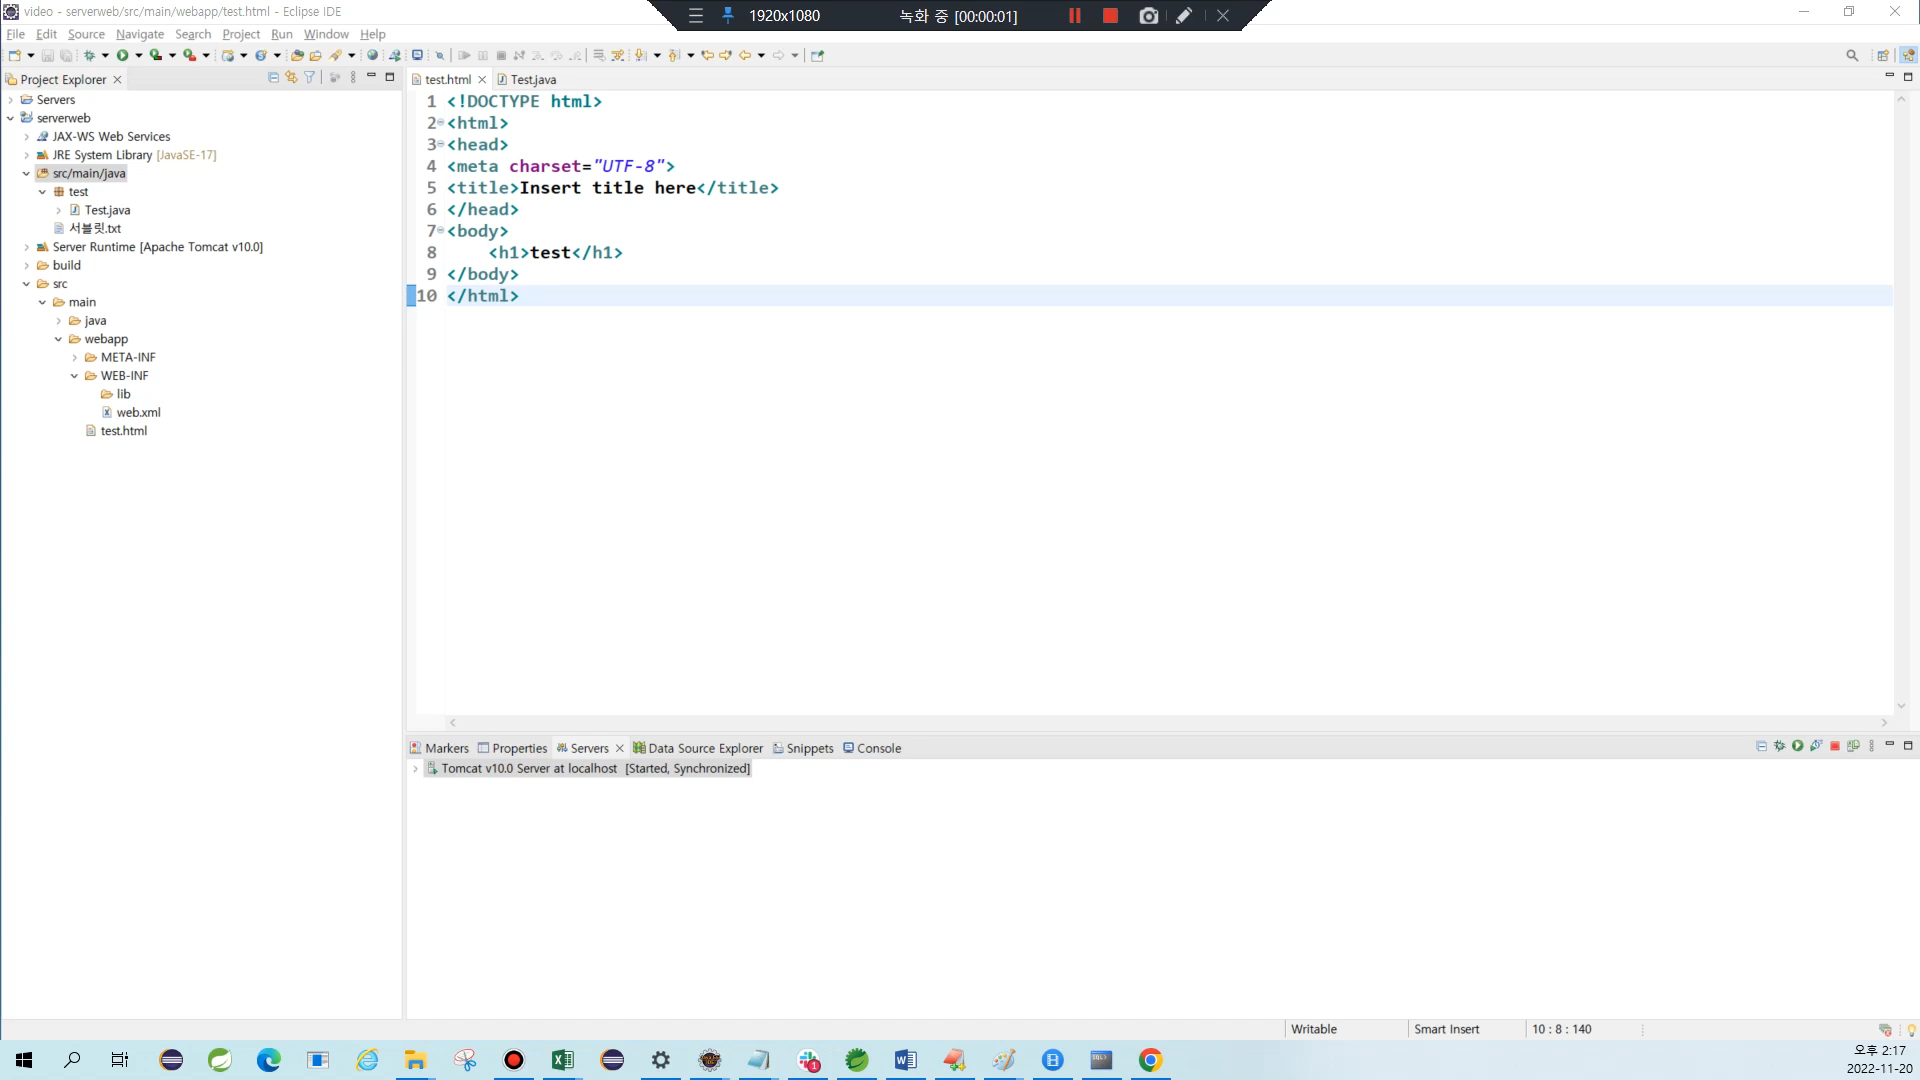 video - serverweb/src/main/webapp/test.html - Eclipse IDE
1920x1080
녹화 중 [00:00:01]
File Edit Source Navigate Search Project Run Window Help
Project Explorer
Servers
serverweb
JAX-WS Web Services
JRE System Library [JavaSE-17]
src/main/java
test
Test.java
서블릿.txt
Server Runtime [Apache Tomcat v10.0]
build
src
main
java
webapp
META-INF
WEB-INF
lib
web.xml
test.html
test.html Test.java
1 <!DOCTYPE html>
2 <html>
3 <head>
4 <meta charset="UTF-8">
5 <title>Insert title here</title>
6 </head>
7 <body>
8 <h1>test</h1>
9 </body>
10 </html>
Markers Properties Servers Data Source Explorer Snippets Console
Tomcat v10.0 Server at localhost [Started, Synchronized]
Writable Smart Insert 10 : 8 : 140
오후 2:17
2022-11-20